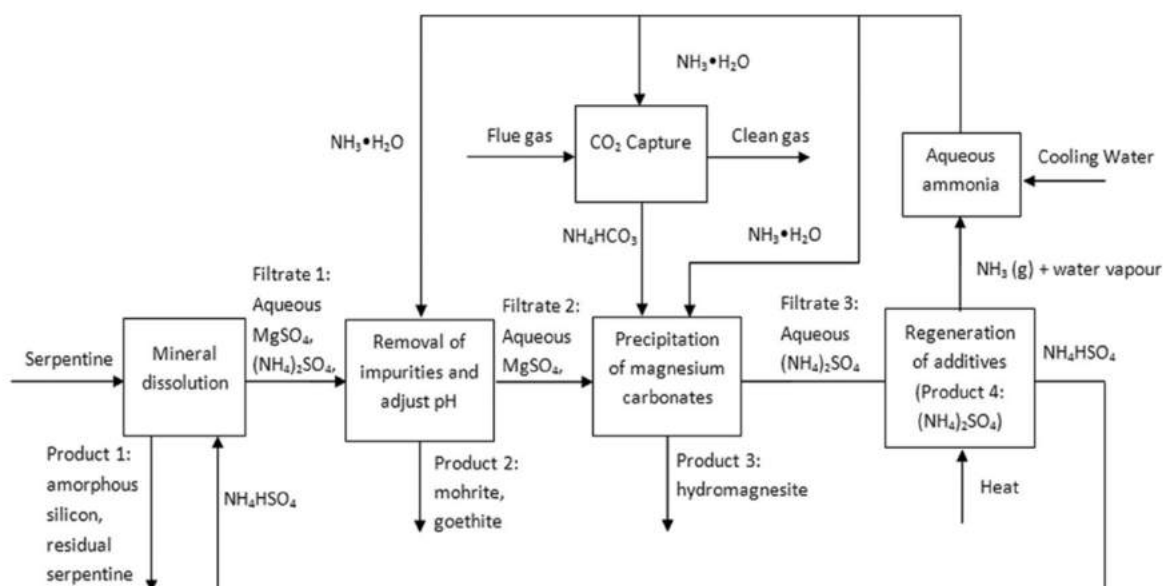 NH₃•H₂O
NH₃•H₂O
Flue gas
CO₂ Capture
Clean gas
Aqueous
ammonia
Cooling Water
NH₄HCO₃
NH₃•H₂O
NH₃ (g) + water vapour
Serpentine
Mineral
dissolution
Filtrate 1:
Aqueous
MgSO₄,
(NH₄)₂SO₄,
Removal of
impurities and
adjust pH
Filtrate 2:
Aqueous
MgSO₄,
Precipitation
of magnesium
carbonates
Filtrate 3:
Aqueous
(NH₄)₂SO₄
Regeneration
of additives
(Product 4:
(NH₄)₂SO₄)
NH₄HSO₄
Product 1:
amorphous
silicon,
residual
serpentine
NH₄HSO₄
Product 2:
mohrite,
goethite
Product 3:
hydromagnesite
Heat